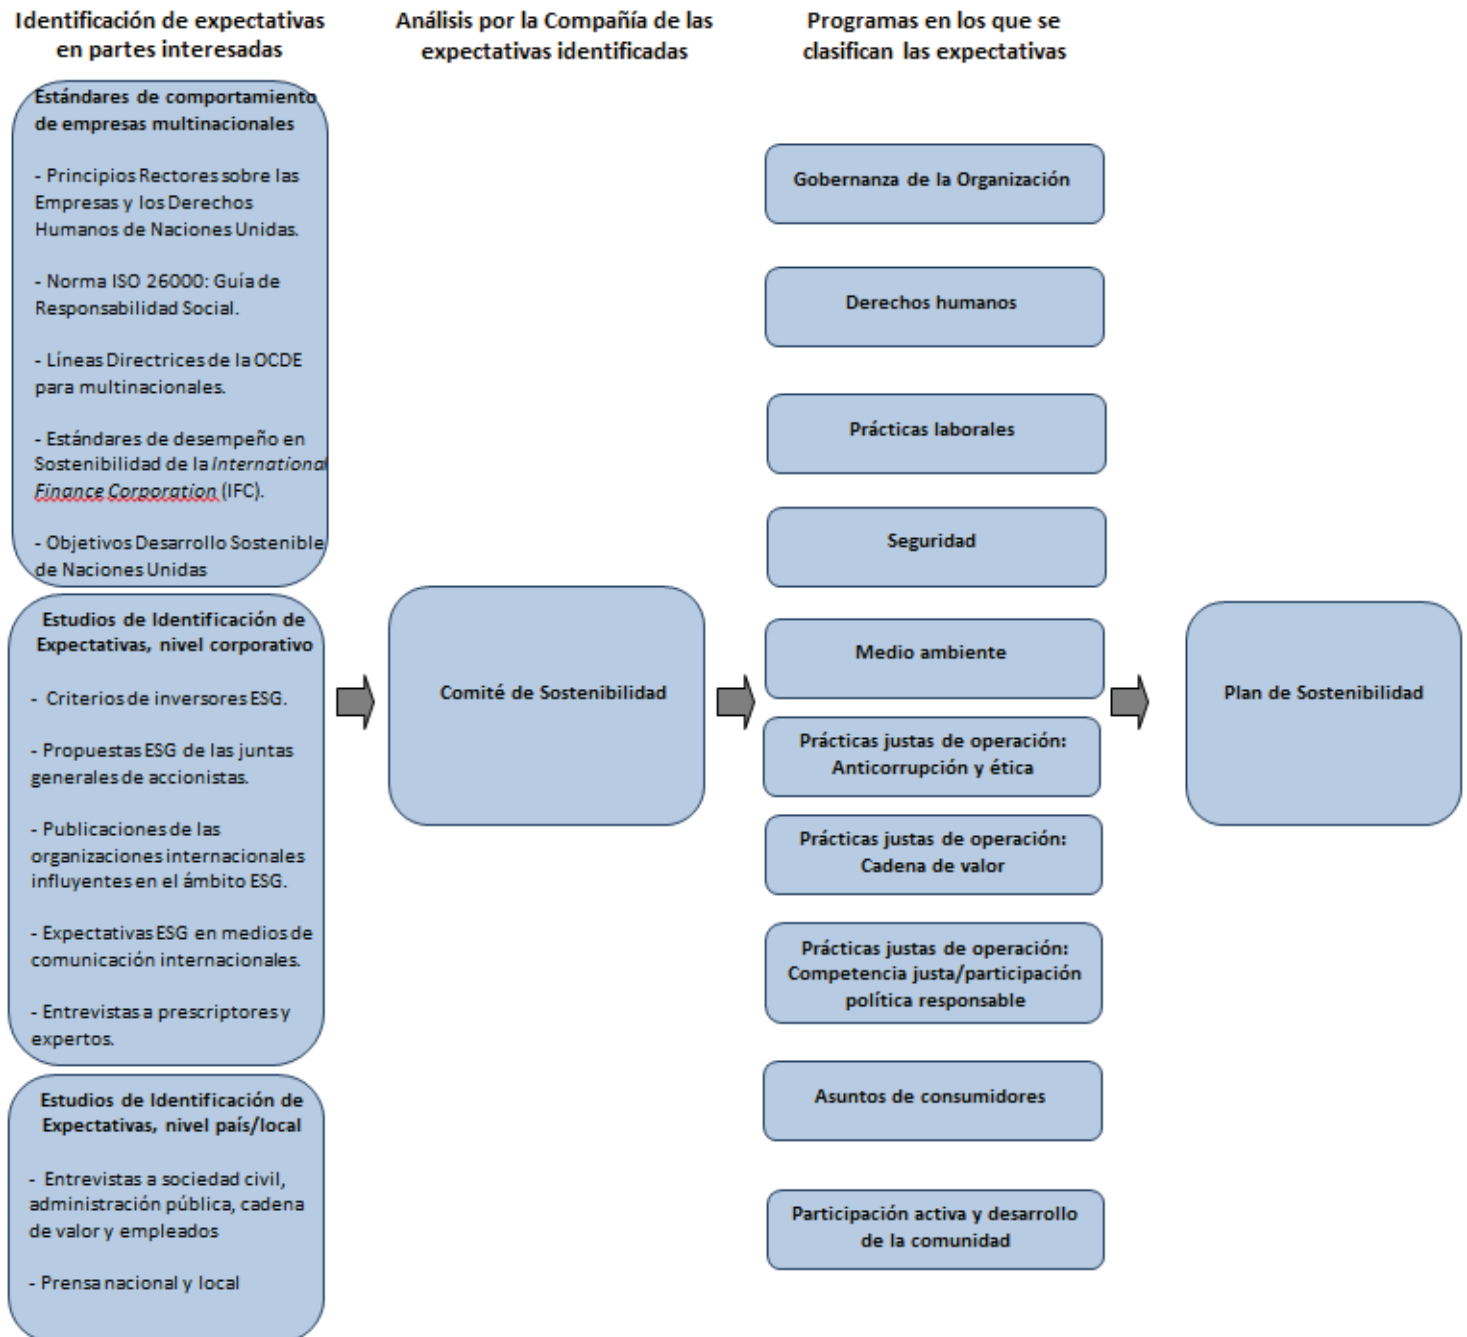 Identificación de expectativas
en partes interesadas
Análisis por la Compañía de las
expectativas identificadas
Programas en los que se
clasifican las expectativas
Estándares de comportamiento
de empresas multinacionales
- Principios Rectores sobre las
Empresas y los Derechos
Humanos de Naciones Unidas.
- Norma ISO 26000: Guía de
Responsabilidad Social.
- Líneas Directrices de la OCDE
para multinacionales.
- Estándares de desempeño en
Sostenibilidad de la International
Finance Corporation (IFC).
- Objetivos Desarrollo Sostenible
de Naciones Unidas
Estudios de Identificación de
Expectativas, nivel corporativo
- Criterios de inversores ESG.
- Propuestas ESG de las juntas
generales de accionistas.
- Publicaciones de las
organizaciones internacionales
influyentes en el ámbito ESG.
- Expectativas ESG en medios de
comunicación internacionales.
- Entrevistas a prescriptores y
expertos.
Estudios de Identificación de
Expectativas, nivel país/local
- Entrevistas a sociedad civil,
administración pública, cadena
de valor y empleados
- Prensa nacional y local
Comité de Sostenibilidad
Gobernanza de la Organización
Derechos humanos
Prácticas laborales
Seguridad
Medio ambiente
Prácticas justas de operación:
Anticorrupción y ética
Prácticas justas de operación:
Cadena de valor
Prácticas justas de operación:
Competencia justa/participación
política responsable
Asuntos de consumidores
Participación activa y desarrollo
de la comunidad
Plan de Sostenibilidad